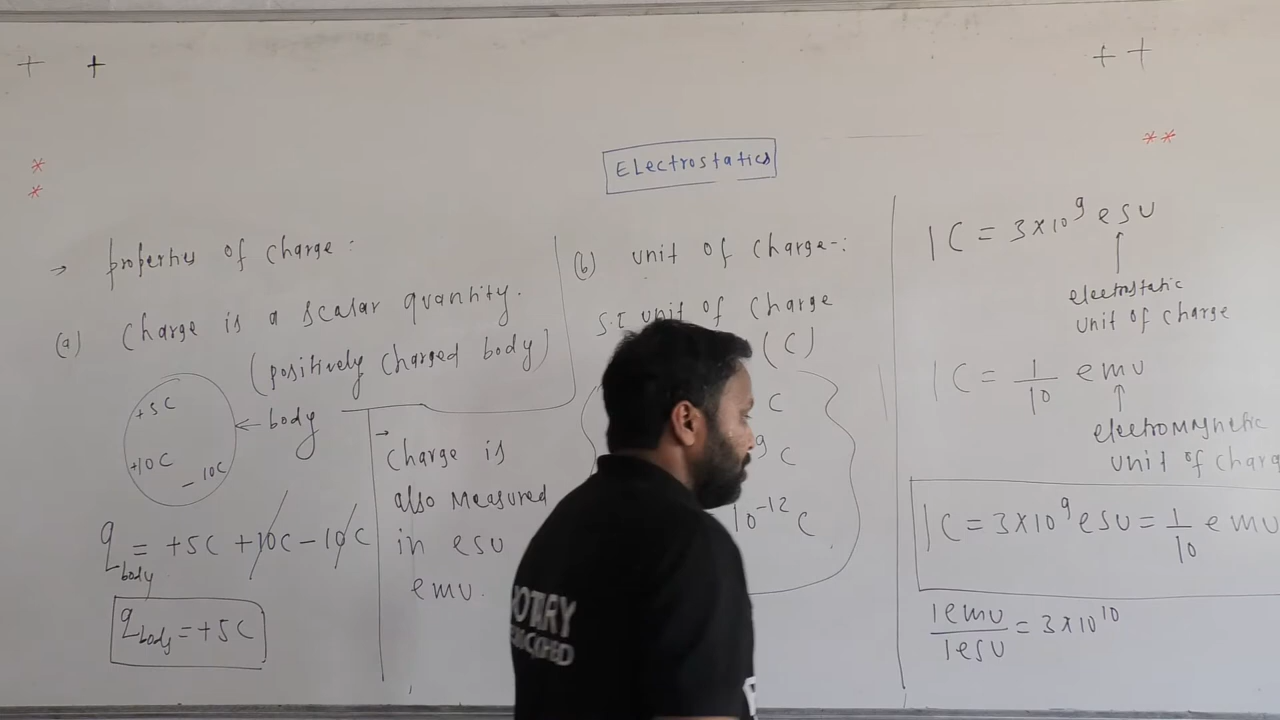 + +
+ +
*
*
**
Electrostatics
→ properties of charge:
(a) Charge is a scalar quantity.
(positively charged body)
+5C
+10C
-10C
← body
q body = +5C +10C -10C
q body = +5C
→ Charge is
also measured
in esu
emu.
(b) unit of charge-:
S.I unit of charge
(C)
C
9 C
10^-12 C
1C = 3×10^9 esu
↑
electrostatic
unit of charge
1C = 1/10 emu
↑
electromgnetic
unit of charg
1C = 3×10^9 esu = 1/10 emu
1emu/1esu = 3×10^10
OTARY